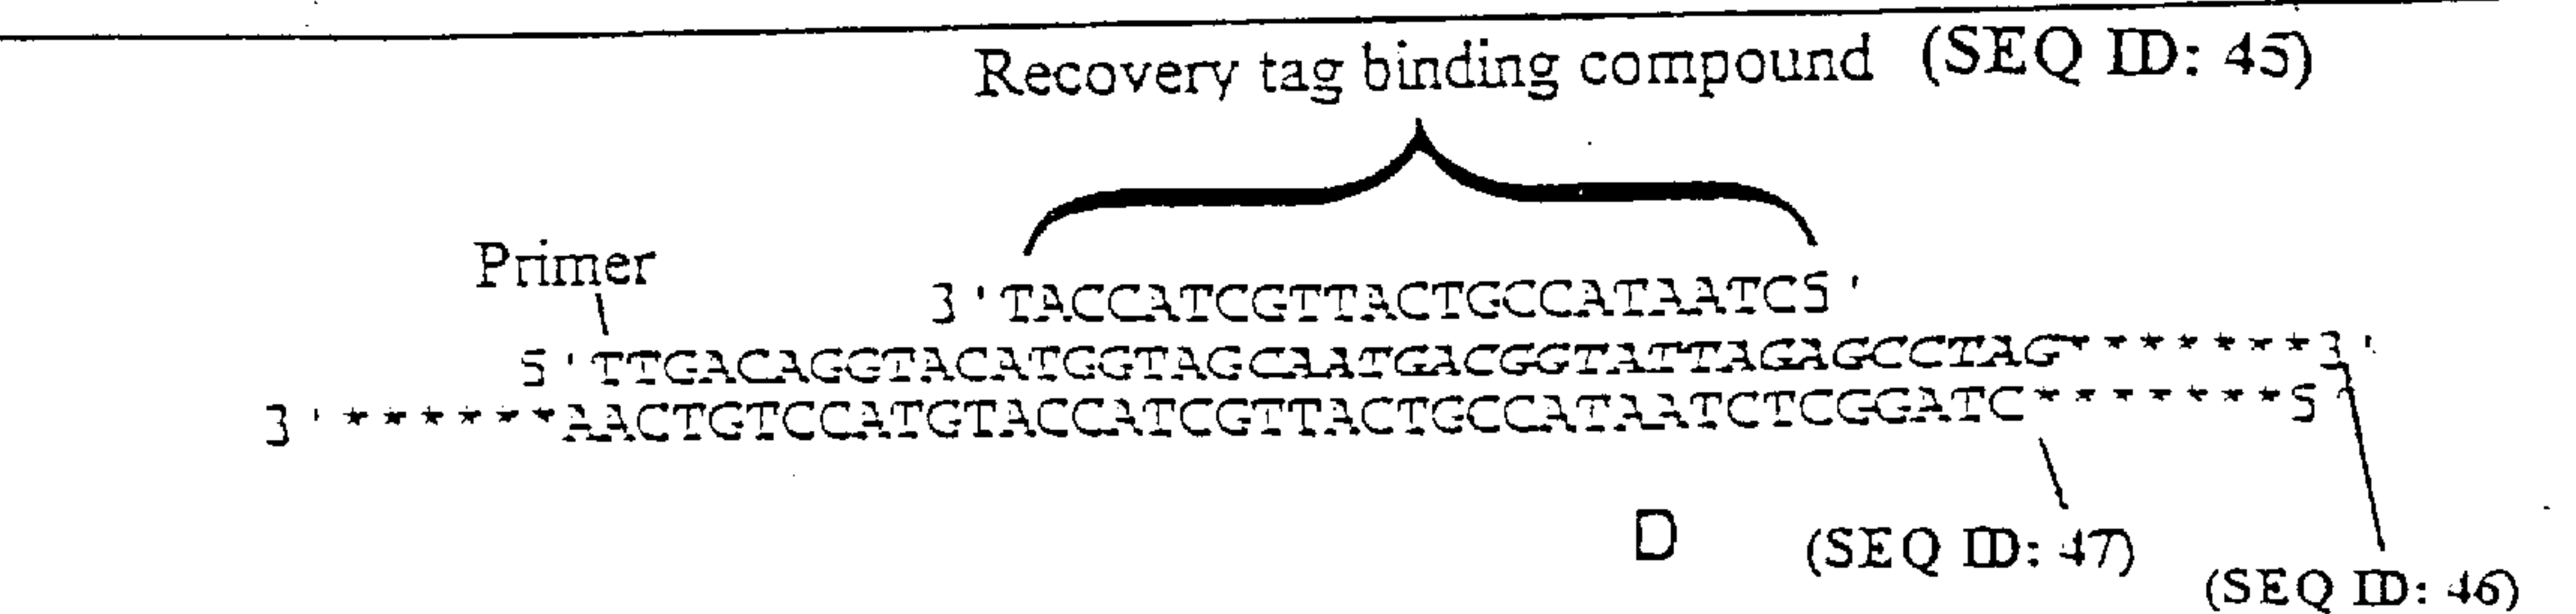 Recovery tag binding compound (SEQ ID: 45)
Primer
3'TACCATCGTTACTGCCATAATC5'
5'TTGACAGGTACATGGTAGCAATGACGGTATTAGAGCCTAG*******3'
3'******AACTGTCCATGTACCATCGTTACTGCCATAATCTCGGATC*******5'
D (SEQ ID: 47)
(SEQ ID: 46)